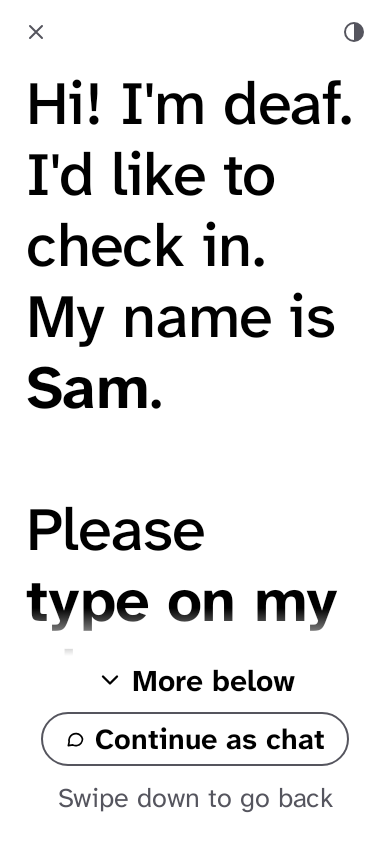 Hi! I'm deaf.
I'd like to
check in.
My name is
Sam.
Please
type on my
More below
Continue as chat
Swipe down to go back